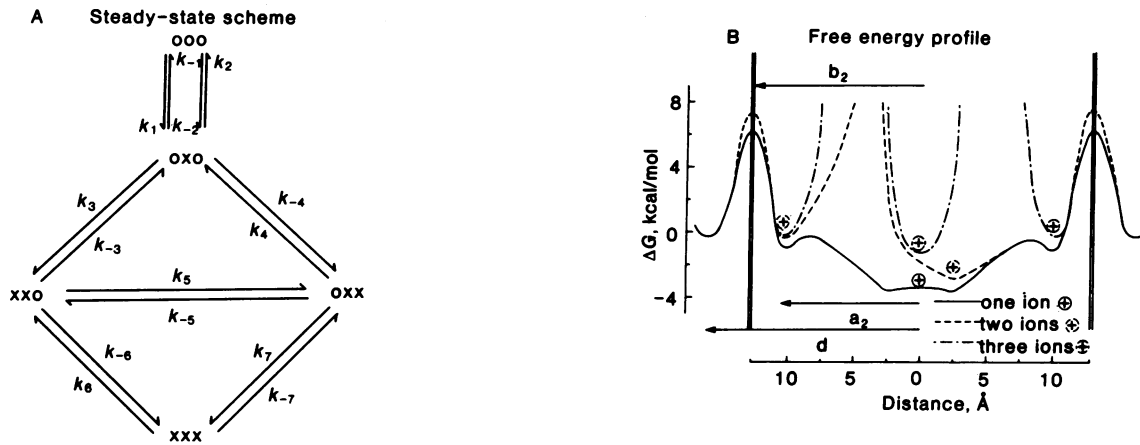 A Steady-state scheme
ooo
k-1 k2
k1 k-2
oxo
k3 k-4
k-3 k4
k5
xxo oxx
k-5
k-6 k7
k6 k-7
xxx
B Free energy profile
b2
8
4
0
-4
ΔG, kcal/mol
one ion
a2
two ions
d
three ions
10 5 0 5 10
Distance, Å